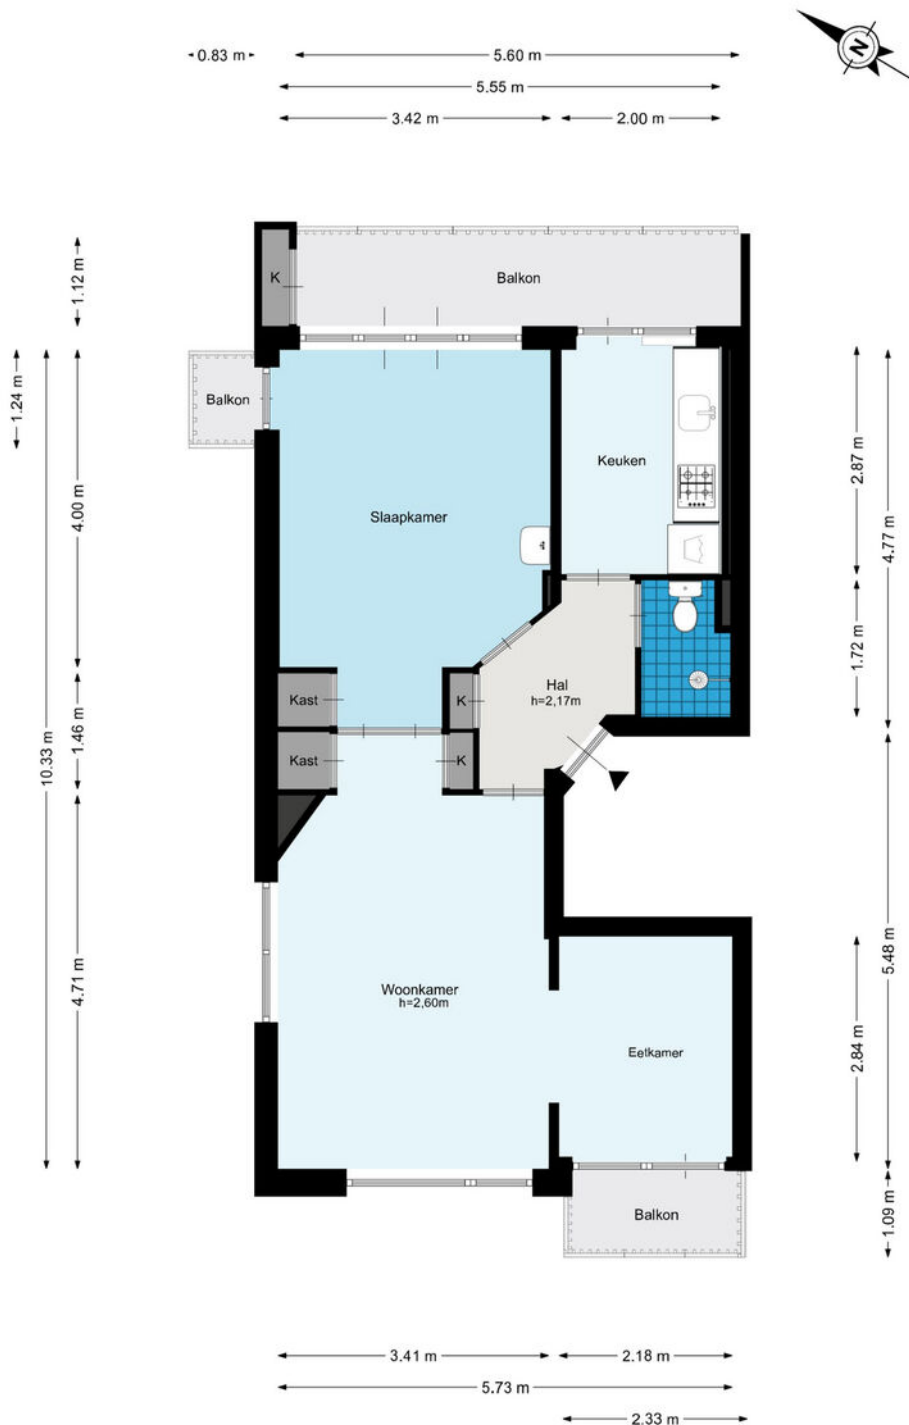 N
0.83 m
5.60 m
5.55 m
3.42 m
2.00 m
1.12 m
K
Balkon
1.24 m
Balkon
10.33 m
4.00 m
Slaapkamer
Keuken
2.87 m
4.77 m
1.72 m
1.46 m
Kast
K
Hal
h=2,17m
Kast
K
4.71 m
Woonkamer
h=2,60m
Eetkamer
2.84 m
5.48 m
Balkon
1.09 m
3.41 m
2.18 m
5.73 m
2.33 m